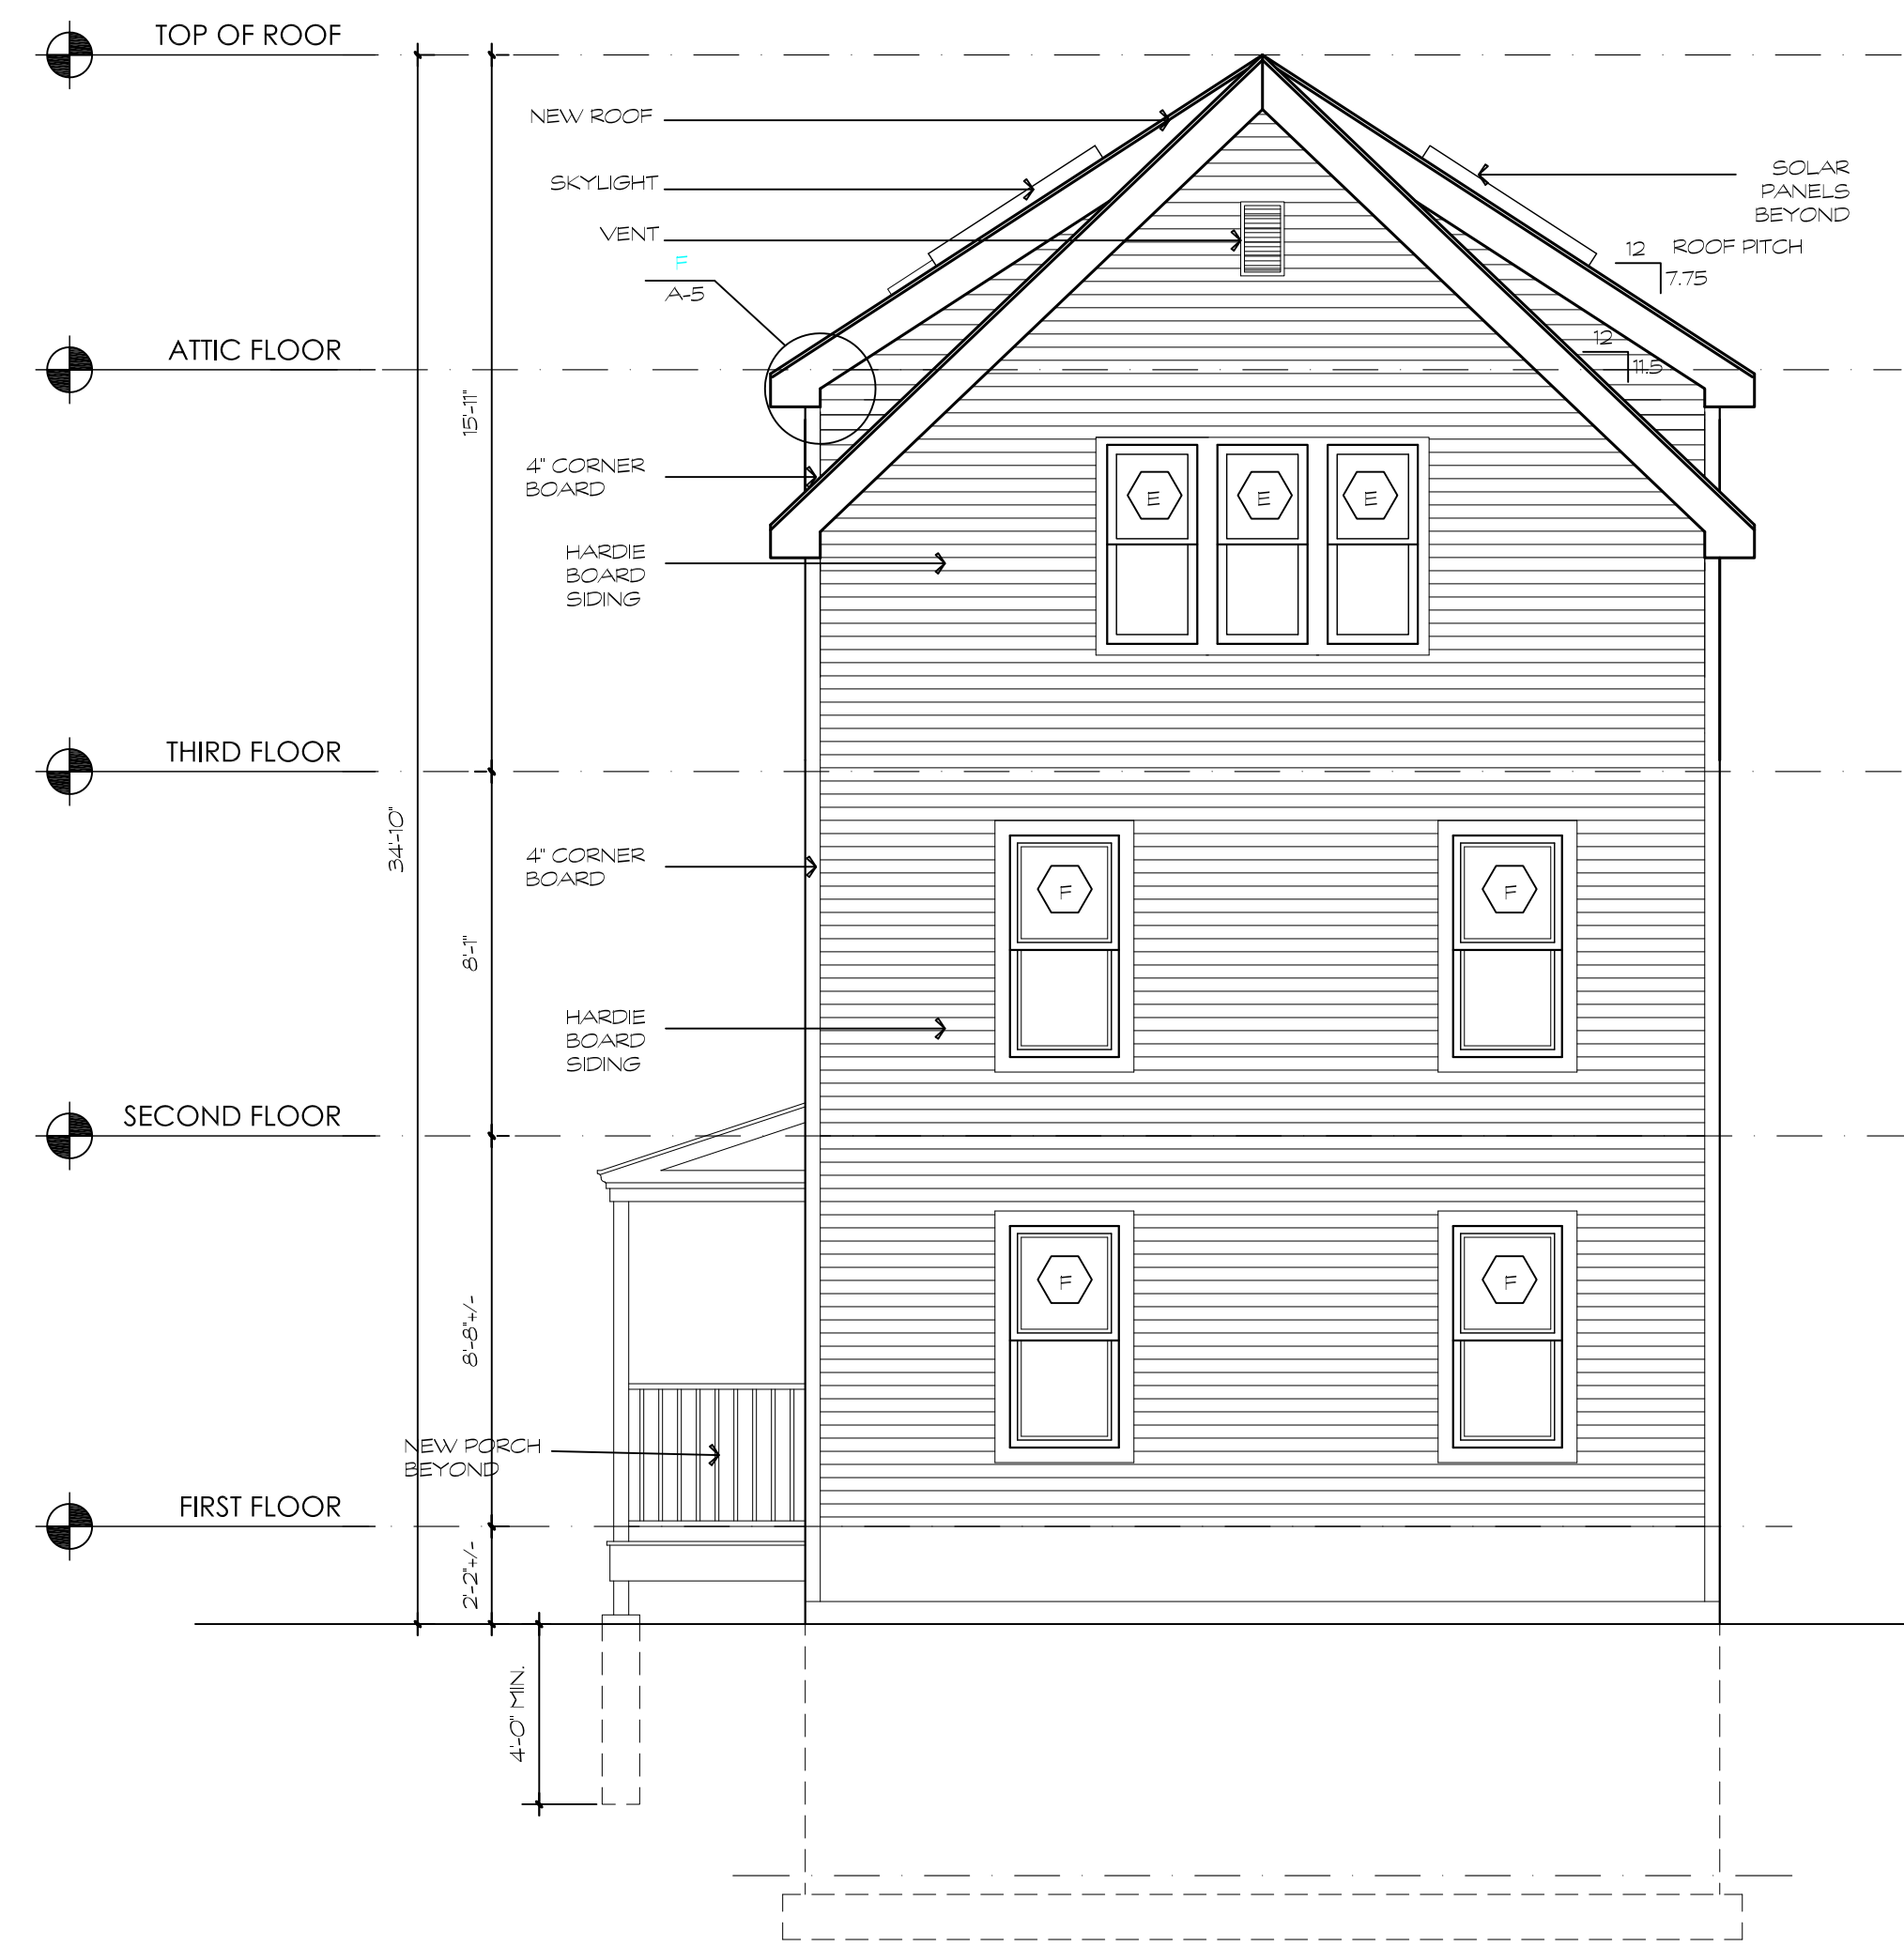 TOP OF ROOF
NEW ROOF
SKYLIGHT
SOLAR
PANELS
BEYOND
VENT
12 ROOF PITCH
7.75
F
A-5
12
11.5
ATTIC FLOOR
15'-11"
4" CORNER
BOARD
E E E
HARDIE
BOARD
SIDING
THIRD FLOOR
34'-10"
4" CORNER
BOARD
F F
8'-1"
HARDIE
BOARD
SIDING
SECOND FLOOR
F F
8'-8"+/-
NEW PORCH
BEYOND
FIRST FLOOR
2'-2"+/-
4'-0" MIN.